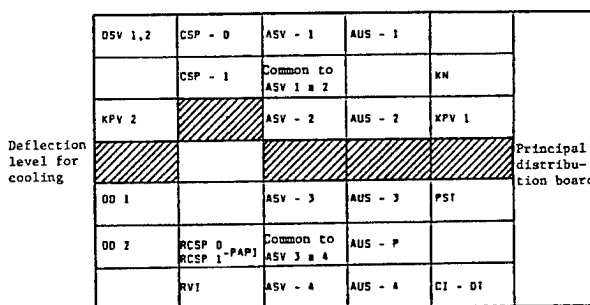 DSV 1,2 CSP - 0 ASV - 1 AUS - 1
CSP - 1 Common to KN
ASV 1 a 2
KPV 2 ASV - 2 AUS - 2 KPV 1
Deflection
level for
cooling
Principal
distribu-
tion board
DD 1 ASV - 3 AUS - 3 PST
DD 2 RCSP 0 -PAPI Common to AUS - P
RCSP 1 ASV 3 a 4
RVI ASV - 4 AUS - 4 CI - DT